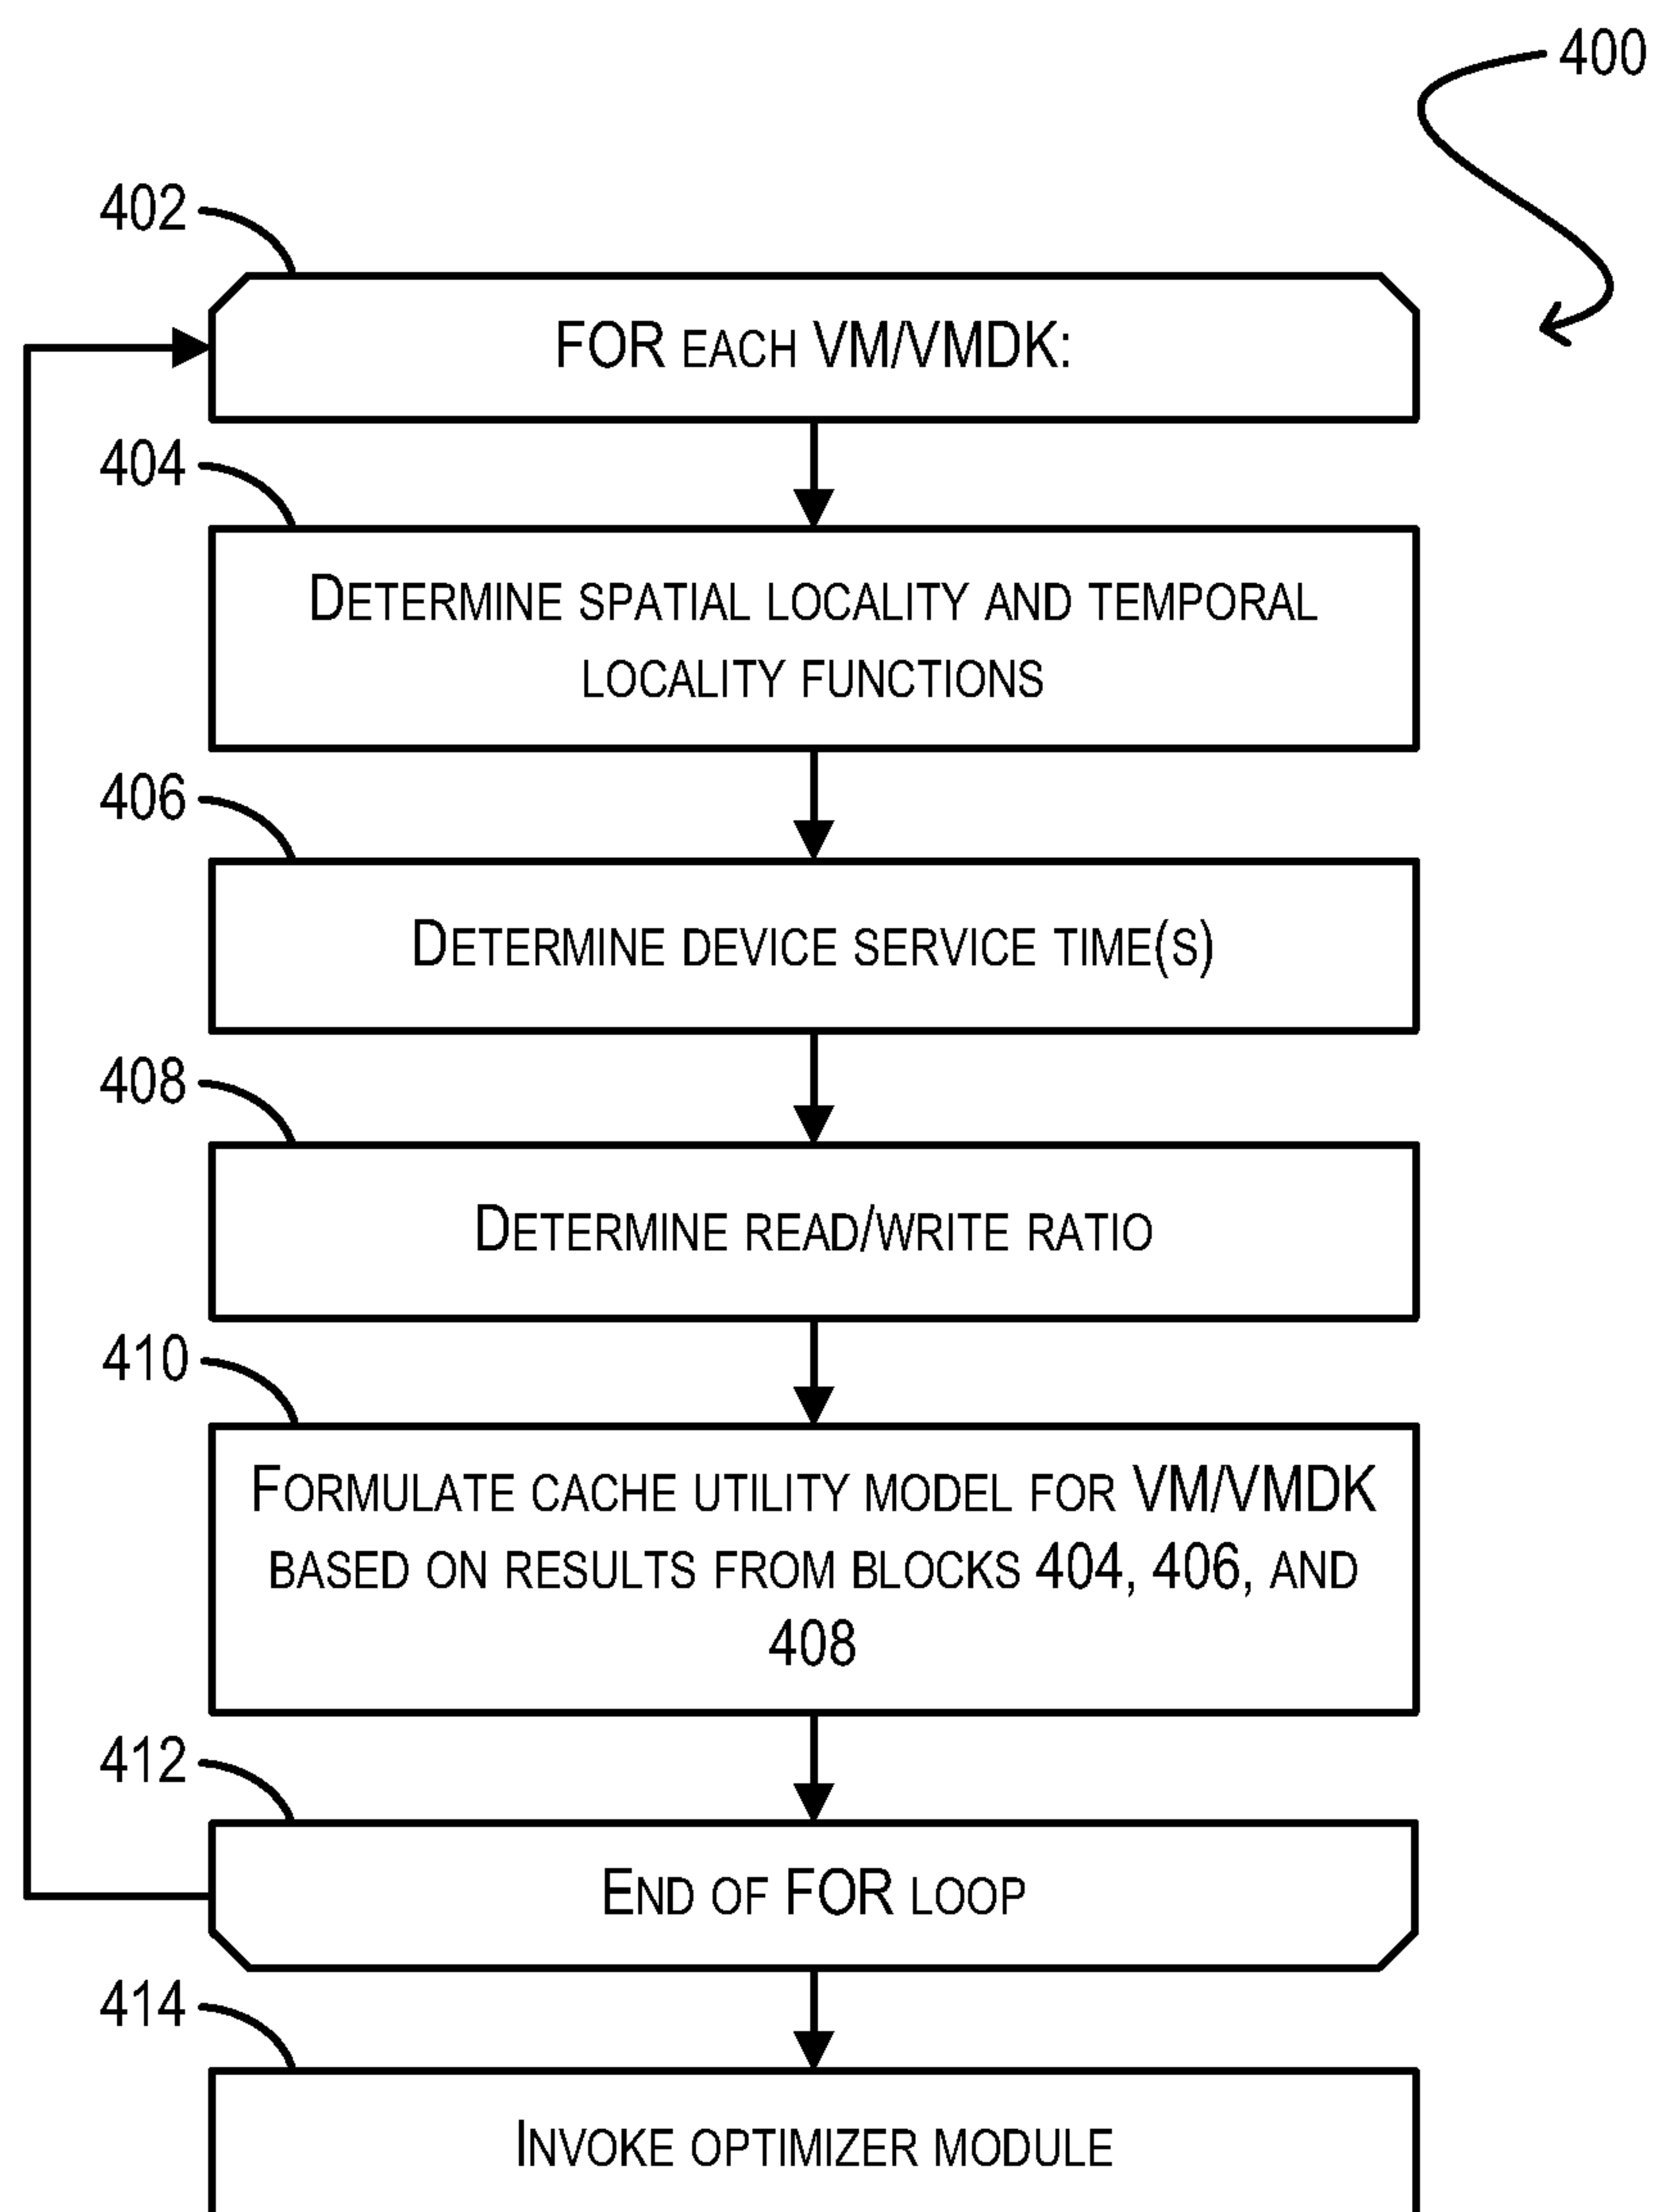 400
402
FOR EACH VM/VMDK:
404
DETERMINE SPATIAL LOCALITY AND TEMPORAL
LOCALITY FUNCTIONS
406
DETERMINE DEVICE SERVICE TIME(S)
408
DETERMINE READ/WRITE RATIO
410
FORMULATE CACHE UTILITY MODEL FOR VM/VMDK
BASED ON RESULTS FROM BLOCKS 404, 406, AND
408
412
END OF FOR LOOP
414
INVOKE OPTIMIZER MODULE